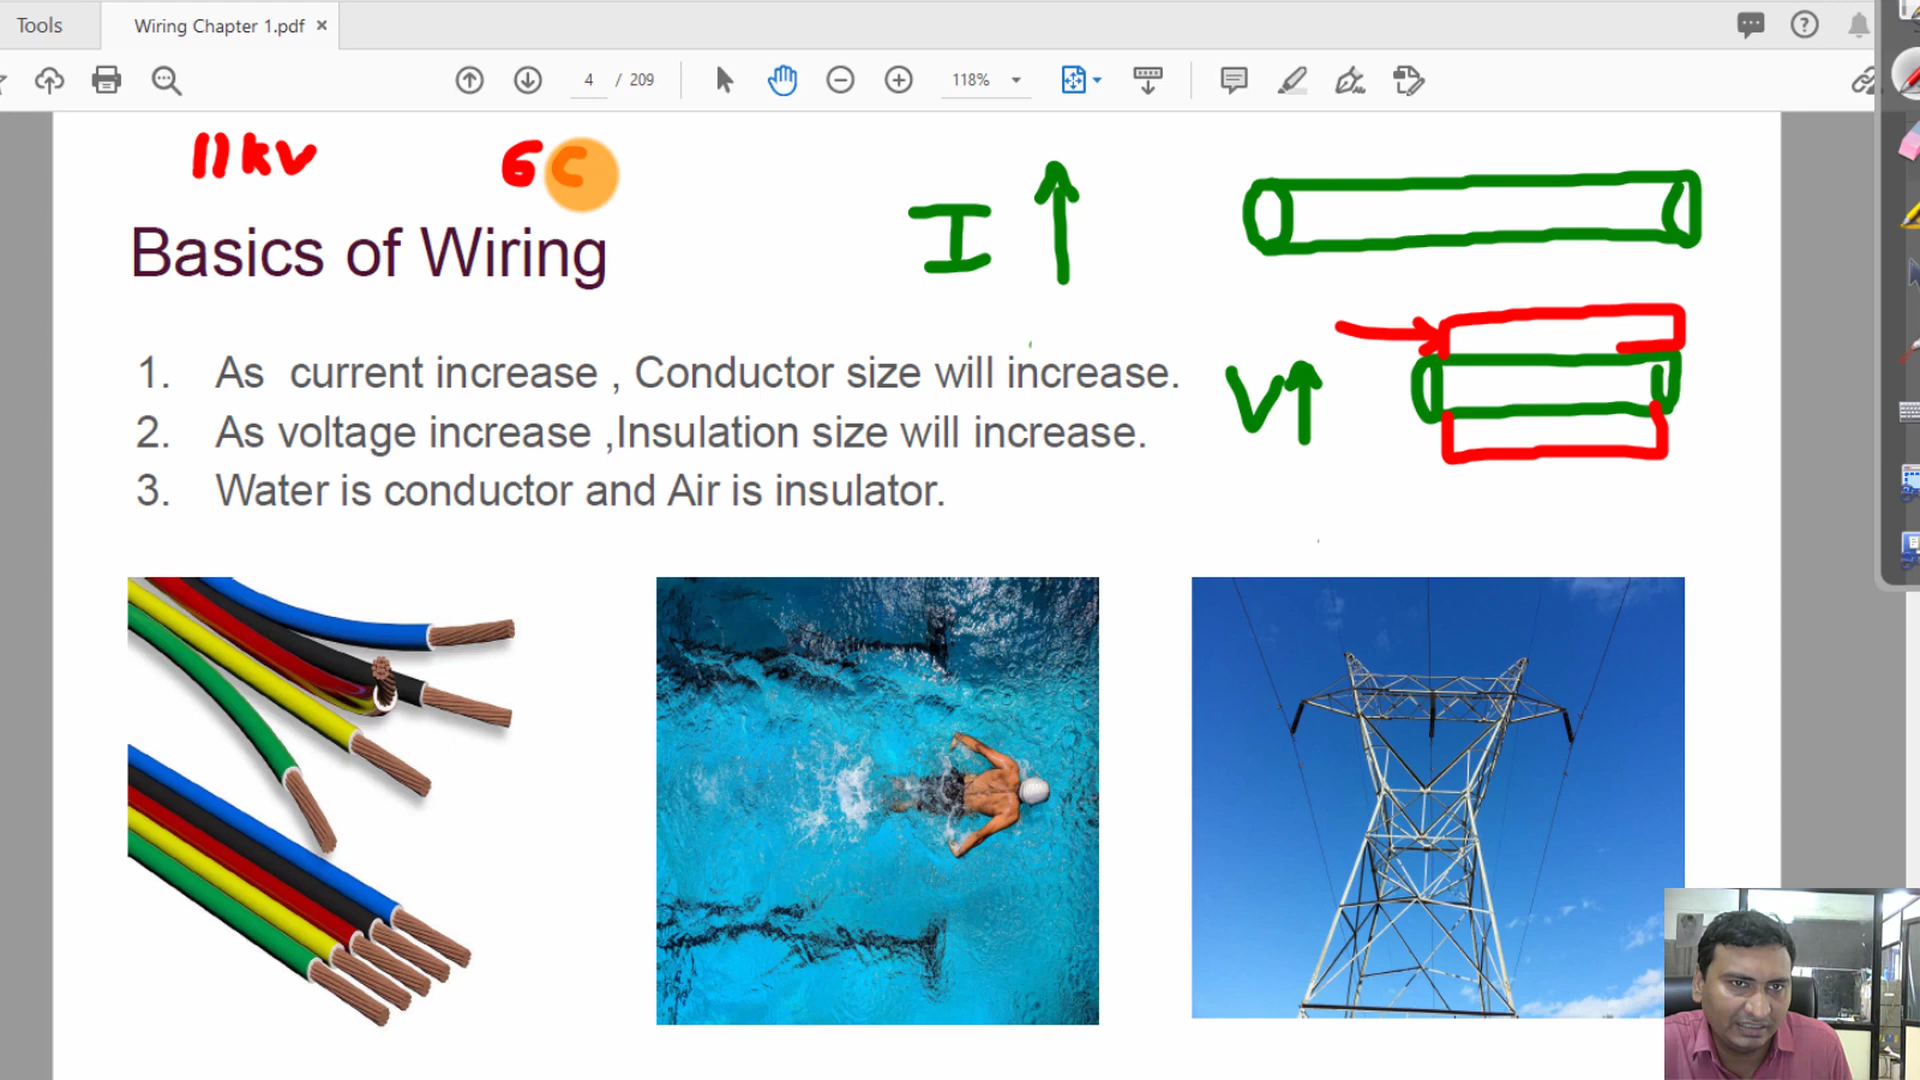 Tools
Wiring Chapter 1.pdf ×
4 / 209
118%
11kv 6C
Basics of Wiring
I
1. As current increase , Conductor size will increase.
2. As voltage increase ,Insulation size will increase.
V
3. Water is conductor and Air is insulator.